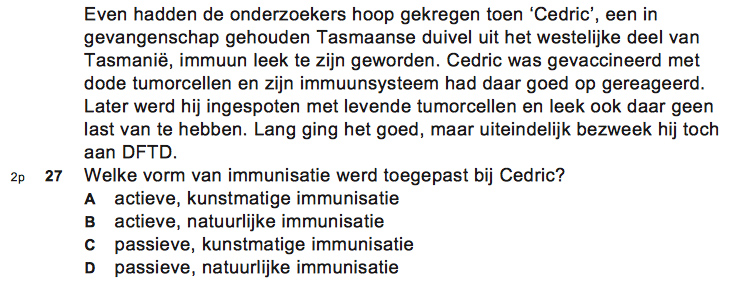 Even hadden de onderzoekers hoop gekregen toen ‘Cedric’, een in
gevangenschap gehouden Tasmaanse duivel uit het westelijke deel van
Tasmanië, immuun leek te zijn geworden. Cedric was gevaccineerd met
dode tumorcellen en zijn immuunsysteem had daar goed op gereageerd.
Later werd hij ingespoten met levende tumorcellen en leek ook daar geen
last van te hebben. Lang ging het goed, maar uiteindelijk bezweek hij toch
aan DFTD.
2p 27 Welke vorm van immunisatie werd toegepast bij Cedric?
A actieve, kunstmatige immunisatie
B actieve, natuurlijke immunisatie
C passieve, kunstmatige immunisatie
D passieve, natuurlijke immunisatie